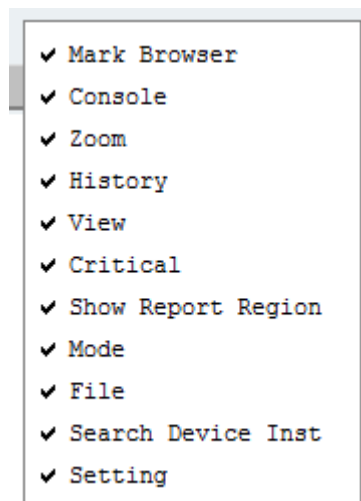 Mark Browser
Console
Zoom
History
View
Critical
Show Report Region
Mode
File
Search Device Inst
Setting